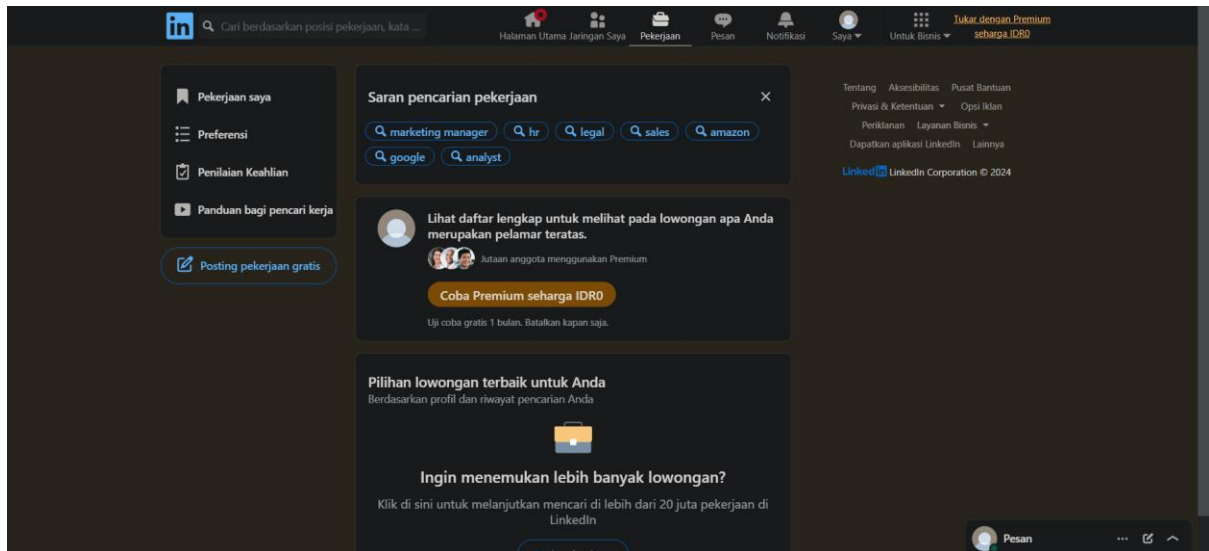 in
Cari berdasarkan posisi pekerjaan, kata ...
Halaman Utama
Jaringan Saya
Pekerjaan
Pesan
Notifikasi
Saya
Untuk Bisnis
Tukar dengan Premium
seharga IDR0
Pekerjaan saya
Preferensi
Penilaian Keahlian
Panduan bagi pencari kerja
Posting pekerjaan gratis
Saran pencarian pekerjaan
marketing manager hr legal sales amazon
google analyst
Lihat daftar lengkap untuk melihat pada lowongan apa Anda
merupakan pelamar teratas.
Jutaan anggota menggunakan Premium
Coba Premium seharga IDR0
Uji coba gratis 1 bulan. Batalkan kapan saja.
Pilihan lowongan terbaik untuk Anda
Berdasarkan profil dan riwayat pencarian Anda
Ingin menemukan lebih banyak lowongan?
Klik di sini untuk melanjutkan mencari di lebih dari 20 juta pekerjaan di
LinkedIn
Tentang Aksesibilitas Pusat Bantuan
Privasi & Ketentuan Opsi Iklan
Periklanan Layanan Bisnis
Dapatkan aplikasi LinkedIn Lainnya
Linked in LinkedIn Corporation © 2024
Pesan